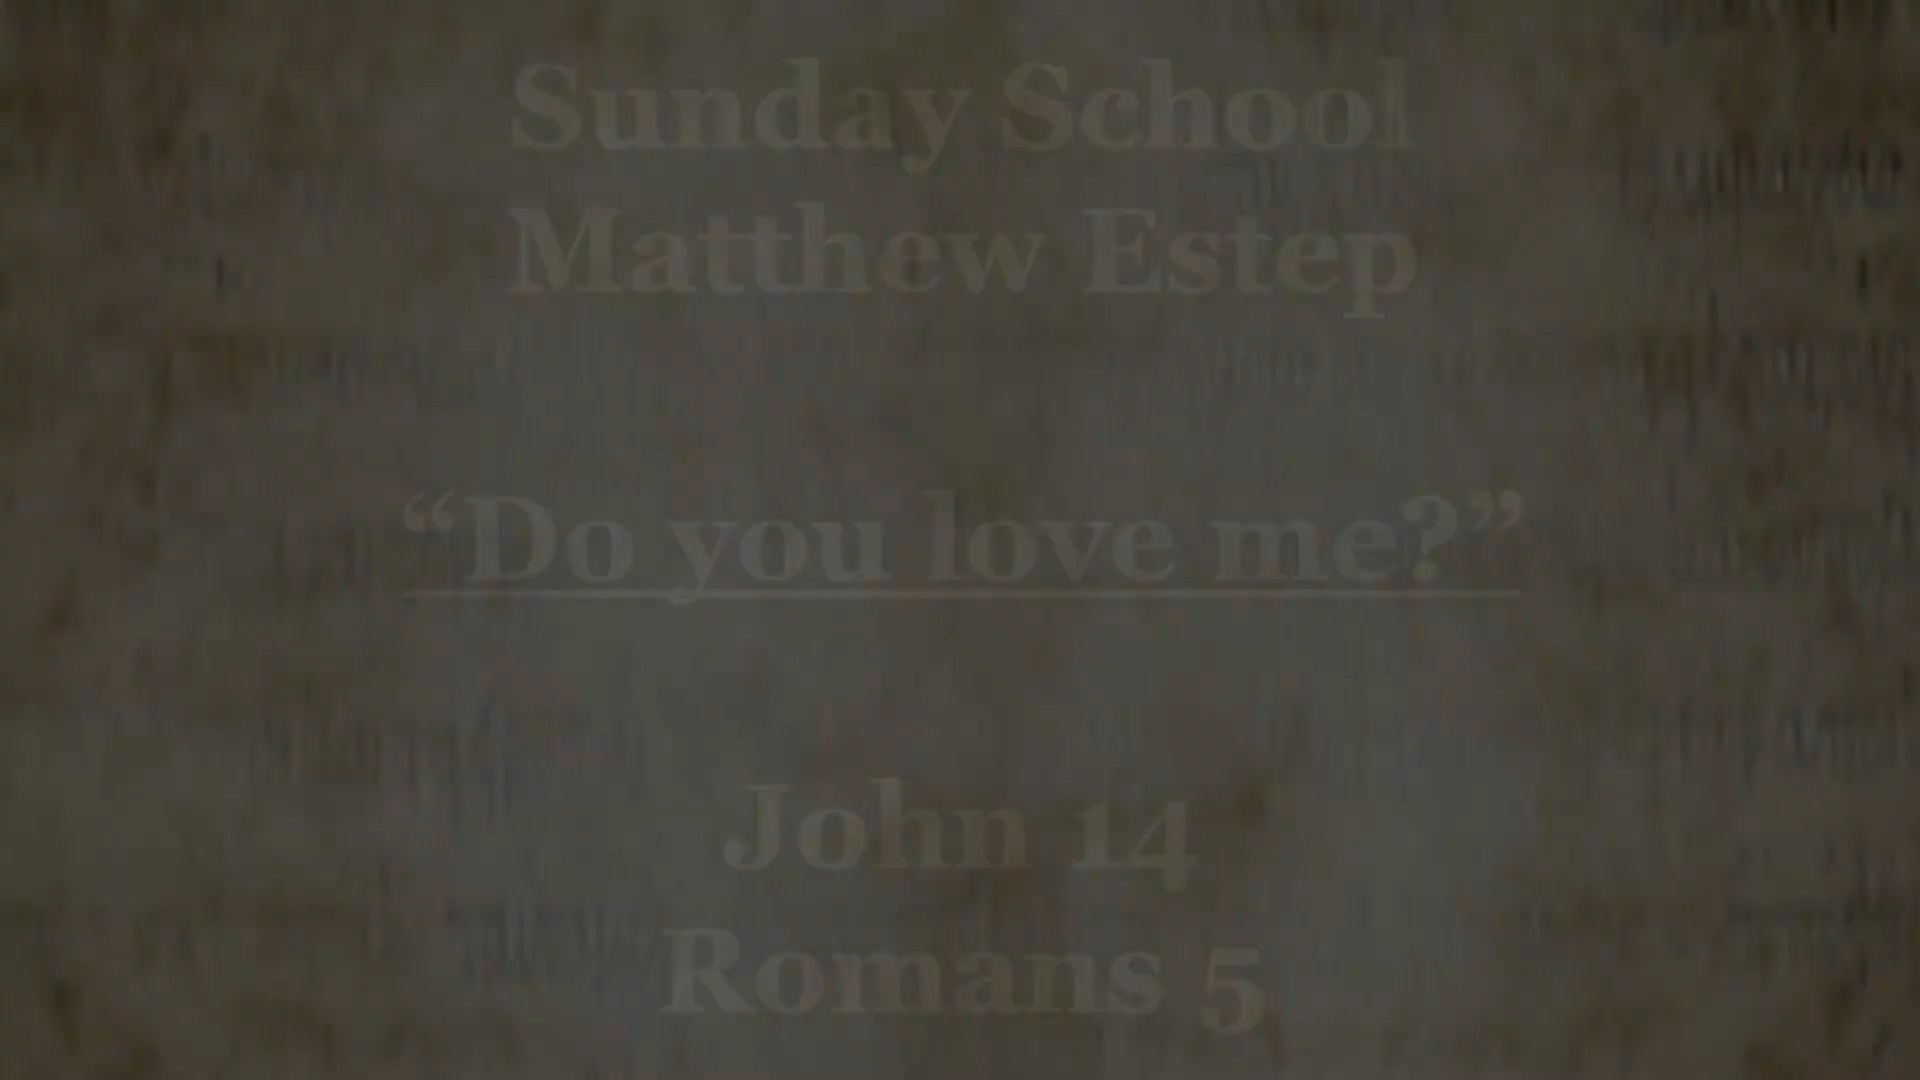 Sunday School
Matthew Estep
“Do you love me?”
John 14
Romans 5